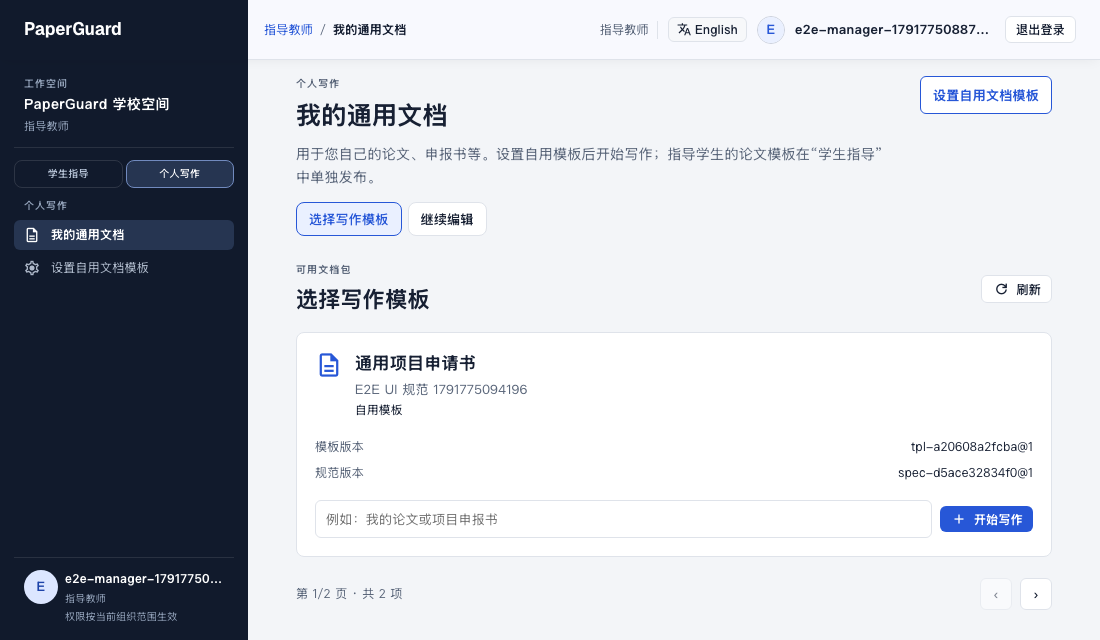 PaperGuard
工作空间
PaperGuard 学校空间
指导教师
学生指导
个人写作
个人写作
我的通用文档
设置自用文档模板
E
e2e-manager-17917750...
指导教师
权限按当前组织范围生效
指导教师 / 我的通用文档
指导教师
English
E
e2e-manager-17917750887...
退出登录
个人写作
我的通用文档
设置自用文档模板
用于您自己的论文、申报书等。设置自用模板后开始写作；指导学生的论文模板在“学生指导”
中单独发布。
选择写作模板
继续编辑
可用文档包
选择写作模板
刷新
通用项目申请书
E2E UI 规范 1791775094196
自用模板
模板版本
tpl-a20608a2fcba@1
规范版本
spec-d5ace32834f0@1
例如：我的论文或项目申报书
+ 开始写作
第 1/2 页 · 共 2 项
‹
›